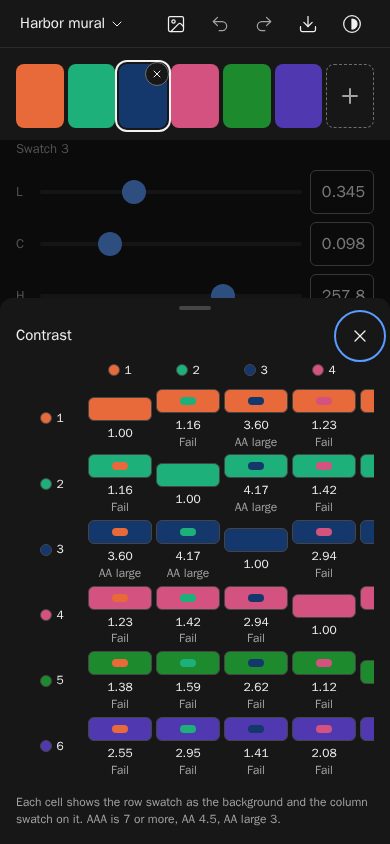 Harbor mural
Swatch 3
L 0.345
C 0.098
H 257.8
Contrast
1 2 3 4
1 1.00 1.16 3.60 1.23
Fail AA large Fail
2 1.16 1.00 4.17 1.42
Fail AA large Fail
3 3.60 4.17 1.00 2.94
AA large AA large Fail
4 1.23 1.42 2.94 1.00
Fail Fail Fail
5 1.38 1.59 2.62 1.12
Fail Fail Fail Fail
6 2.55 2.95 1.41 2.08
Fail Fail Fail Fail
Each cell shows the row swatch as the background and the column
swatch on it. AAA is 7 or more, AA 4.5, AA large 3.